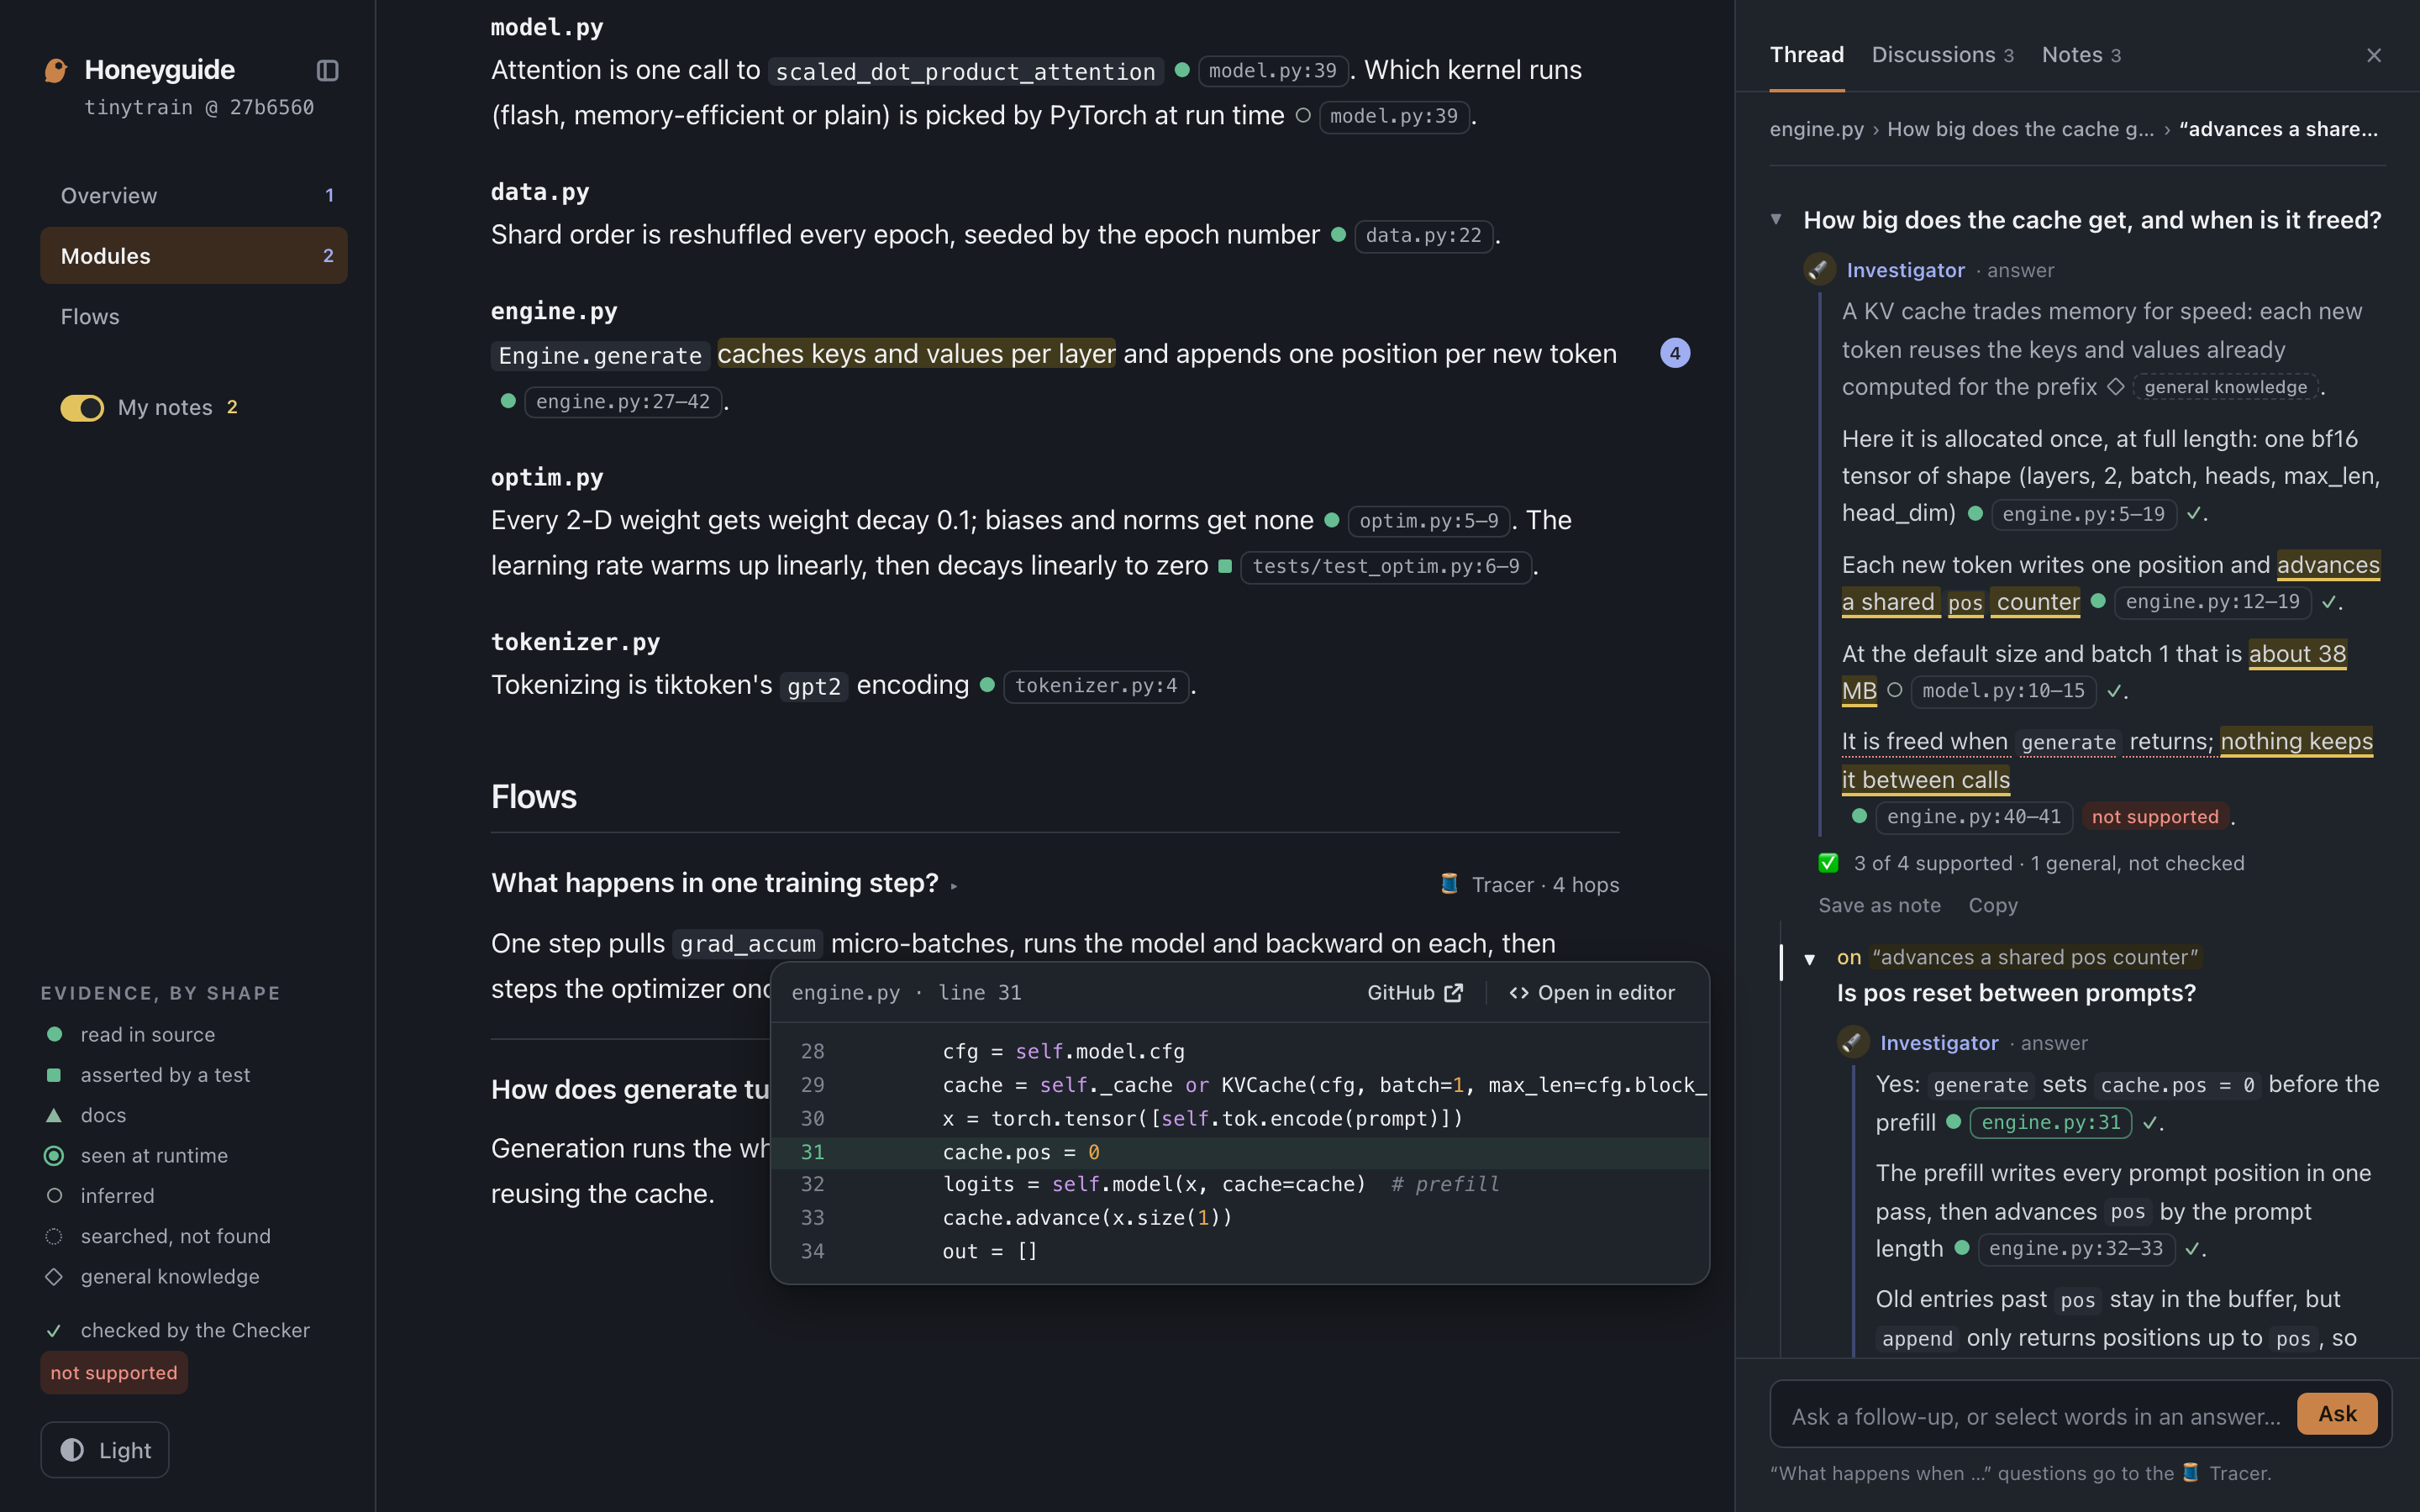 Honeyguide
tinytrain @ 27b6560
Overview 1
Modules 2
Flows
My notes 2
EVIDENCE, BY SHAPE
read in source
asserted by a test
docs
seen at runtime
inferred
searched, not found
general knowledge
checked by the Checker
not supported
Light
model.py
Attention is one call to scaled_dot_product_attention model.py:39. Which kernel runs
(flash, memory-efficient or plain) is picked by PyTorch at run time model.py:39.
data.py
Shard order is reshuffled every epoch, seeded by the epoch number data.py:22.
engine.py
Engine.generate caches keys and values per layer and appends one position per new token 4
engine.py:27–42.
optim.py
Every 2-D weight gets weight decay 0.1; biases and norms get none optim.py:5–9. The
learning rate warms up linearly, then decays linearly to zero tests/test_optim.py:6–9.
tokenizer.py
Tokenizing is tiktoken's gpt2 encoding tokenizer.py:4.
Flows
What happens in one training step? ▸ Tracer · 4 hops
One step pulls grad_accum micro-batches, runs the model and backward on each, then
steps the optimizer
How does generate
Generation runs the
reusing the cache.
engine.py · line 31 GitHub Open in editor
28 cfg = self.model.cfg
29 cache = self._cache or KVCache(cfg, batch=1, max_len=cfg.block_
30 x = torch.tensor([self.tok.encode(prompt)])
31 cache.pos = 0
32 logits = self.model(x, cache=cache) # prefill
33 cache.advance(x.size(1))
34 out = []
Thread Discussions 3 Notes 3 ×
engine.py › How big does the cache g... › “advances a share...
▼ How big does the cache get, and when is it freed?
Investigator · answer
A KV cache trades memory for speed: each new
token reuses the keys and values already
computed for the prefix general knowledge.
Here it is allocated once, at full length: one bf16
tensor of shape (layers, 2, batch, heads, max_len,
head_dim) engine.py:5–19 ✓.
Each new token writes one position and advances
a shared pos counter engine.py:12–19 ✓.
At the default size and batch 1 that is about 38
MB model.py:10–15 ✓.
It is freed when generate returns; nothing keeps
it between calls
engine.py:40–41 not supported.
3 of 4 supported · 1 general, not checked
Save as note Copy
▼ on “advances a shared pos counter”
Is pos reset between prompts?
Investigator · answer
Yes: generate sets cache.pos = 0 before the
prefill engine.py:31 ✓.
The prefill writes every prompt position in one
pass, then advances pos by the prompt
length engine.py:32–33 ✓.
Old entries past pos stay in the buffer, but
append only returns positions up to pos, so
Ask a follow-up, or select words in an answer... Ask
“What happens when ...” questions go to the Tracer.